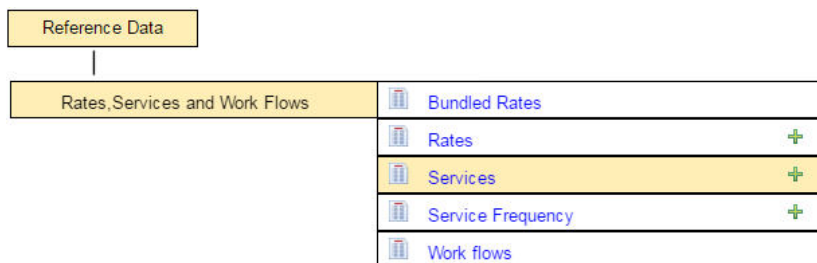 Reference Data
Rates,Services and Work Flows
Bundled Rates
Rates
Services
Service Frequency
Work flows